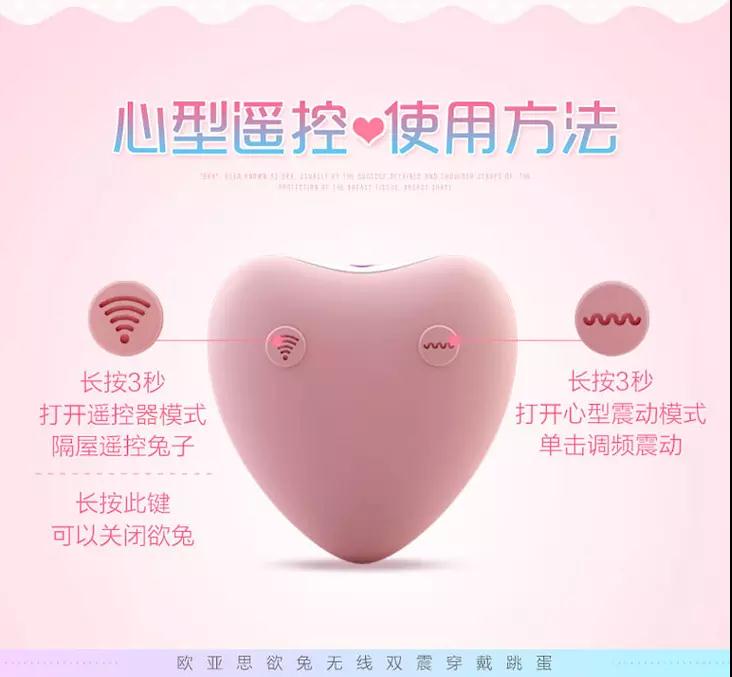 心型遥控使用方法
长按3秒
打开遥控器模式
隔屋遥控兔子
长按此键
可以关闭欲兔
长按3秒
打开心型震动模式
单击调频震动
欧亚思欲兔无线双震穿戴跳蛋